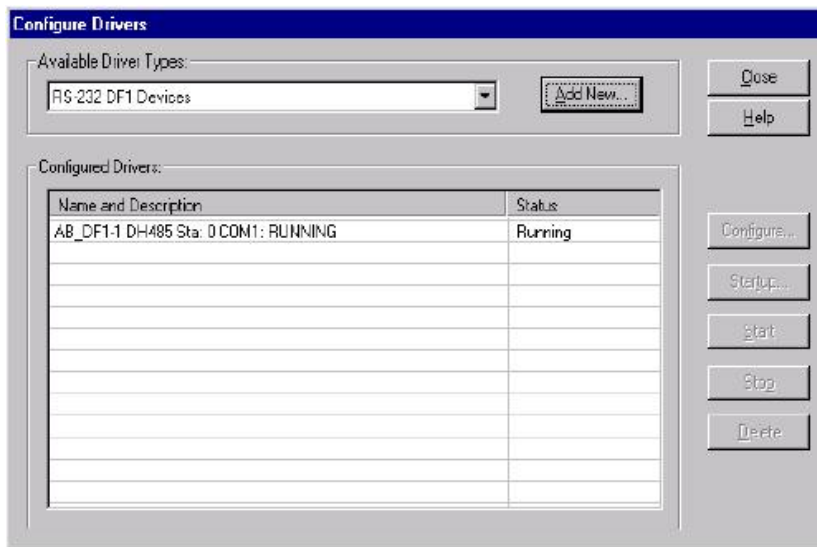 Configure Drivers
Available Driver Types:
RS-232 DF1 Devices
Add New...
Close
Help
Configured Drivers:
Name and Description
Status
AB_DF1-1 DH485 Sta: 0 COM1: RUNNING
Running
Configure...
Startup...
Start
Stop
Delete